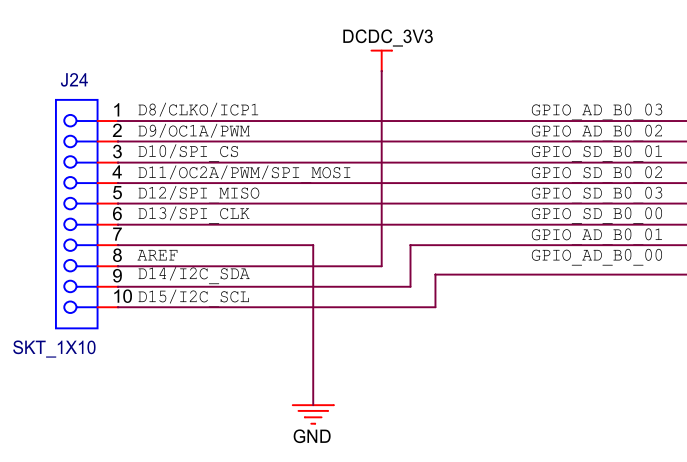 DCDC_3V3
J24
1 D8/CLKO/ICP1 GPIO_AD_B0_03
2 D9/OC1A/PWM GPIO_AD_B0_02
3 D10/SPI_CS GPIO_SD_B0_01
4 D11/OC2A/PWM/SPI_MOSI GPIO_SD_B0_02
5 D12/SPI_MISO GPIO_SD_B0_03
6 D13/SPI_CLK GPIO_SD_B0_00
7 GPIO_AD_B0_01
8 AREF GPIO_AD_B0_00
9 D14/I2C_SDA
10 D15/I2C_SCL
SKT_1X10
GND